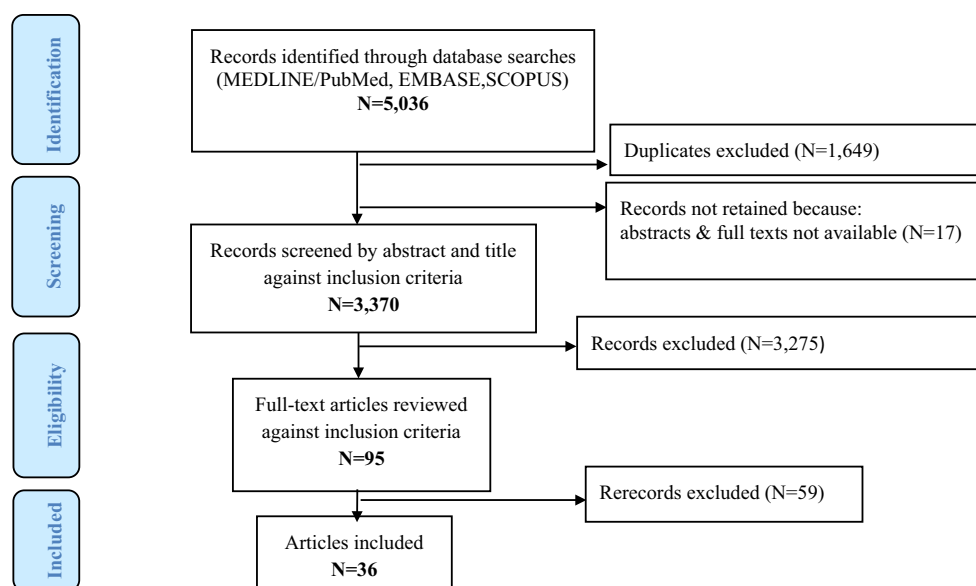 Identification
Records identified through database searches
(MEDLINE/PubMed, EMBASE,SCOPUS)
N=5,036
Duplicates excluded (N=1,649)
Screening
Records not retained because:
abstracts & full texts not available (N=17)
Records screened by abstract and title
against inclusion criteria
N=3,370
Records excluded (N=3,275)
Eligibility
Full-text articles reviewed
against inclusion criteria
N=95
Rerecords excluded (N=59)
Included
Articles included
N=36